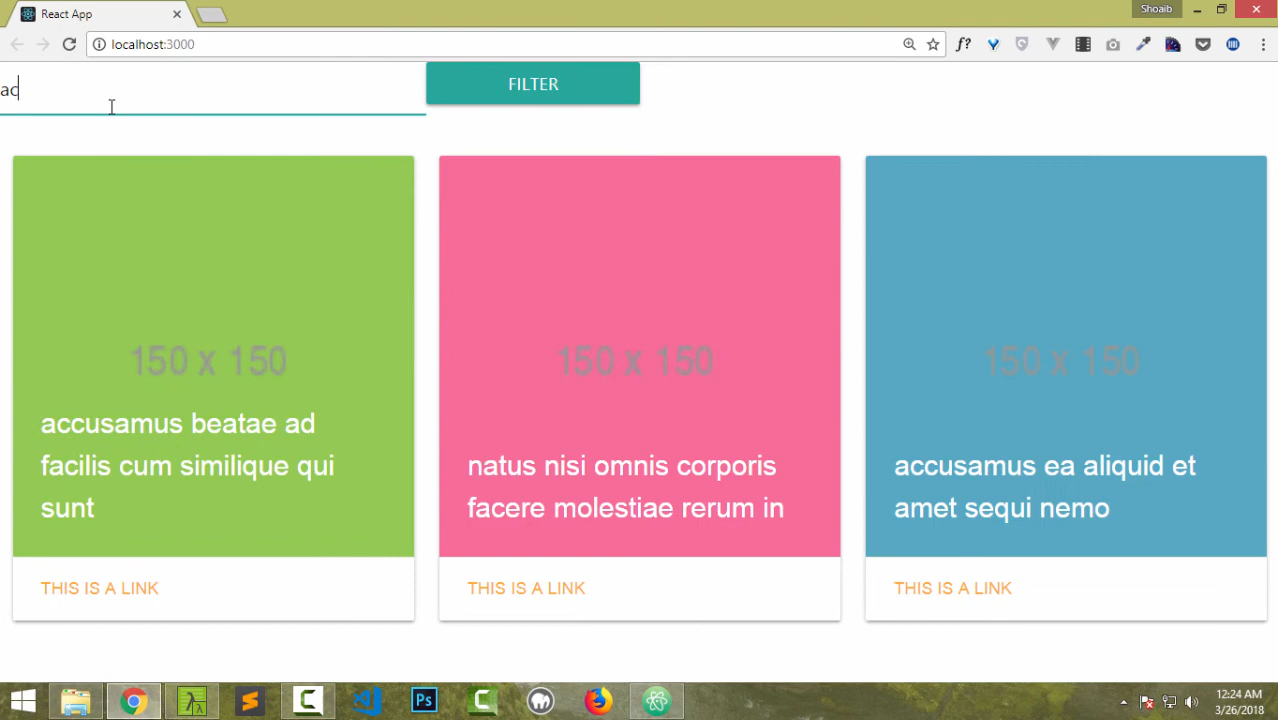 React App
Shoaib
localhost:3000
f?
ac
FILTER
150 x 150
accusamus beatae ad
facilis cum similique qui
sunt
THIS IS A LINK
150 x 150
natus nisi omnis corporis
facere molestiae rerum in
THIS IS A LINK
150 x 150
accusamus ea aliquid et
amet sequi nemo
THIS IS A LINK
Ps
12:24 AM
3/26/2018